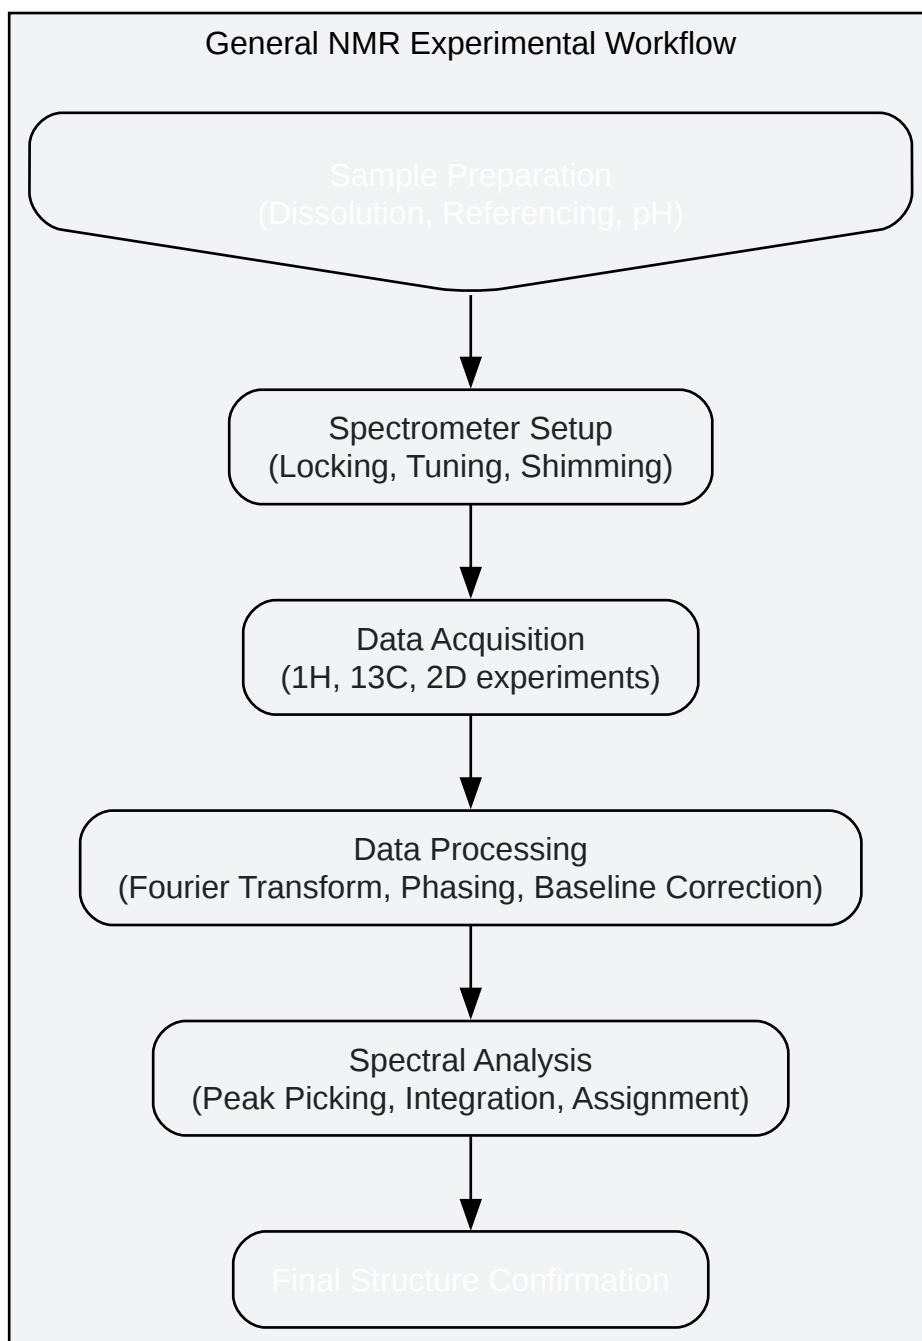 General NMR Experimental Workflow
Sample Preparation
(Dissolution, Referencing, pH)
Spectrometer Setup
(Locking, Tuning, Shimming)
Data Acquisition
(1H, 13C, 2D experiments)
Data Processing
(Fourier Transform, Phasing, Baseline Correction)
Spectral Analysis
(Peak Picking, Integration, Assignment)
Final Structure Confirmation